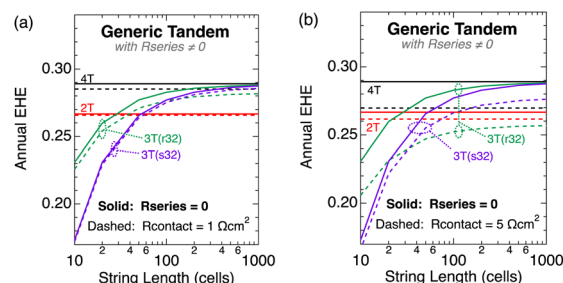 (a)
Generic Tandem
with Rseries ≠ 0
4T
2T
3T(r32)
3T(s32)
Solid: Rseries = 0
Dashed: Rcontact = 1 Ωcm²
Annual EHE
0.30
0.25
0.20
10 2 4 6 100 2 4 6 1000
String Length (cells)
(b)
Generic Tandem
with Rseries ≠ 0
4T
2T
3T(r32)
3T(s32)
Solid: Rseries = 0
Dashed: Rcontact = 5 Ωcm²
Annual EHE
0.30
0.25
0.20
10 2 4 6 100 2 4 6 1000
String Length (cells)